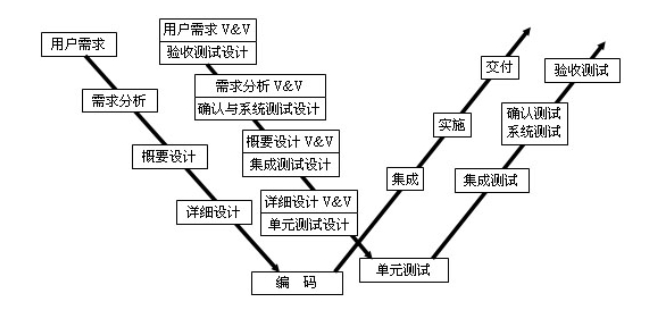 用户需求
需求分析
概要设计
详细设计
编 码
用户需求 V&V
验收测试设计
需求分析 V&V
确认与系统测试设计
概要设计 V&V
集成测试设计
详细设计 V&V
单元测试设计
集成
实施
交付
单元测试
集成测试
确认测试
系统测试
验收测试